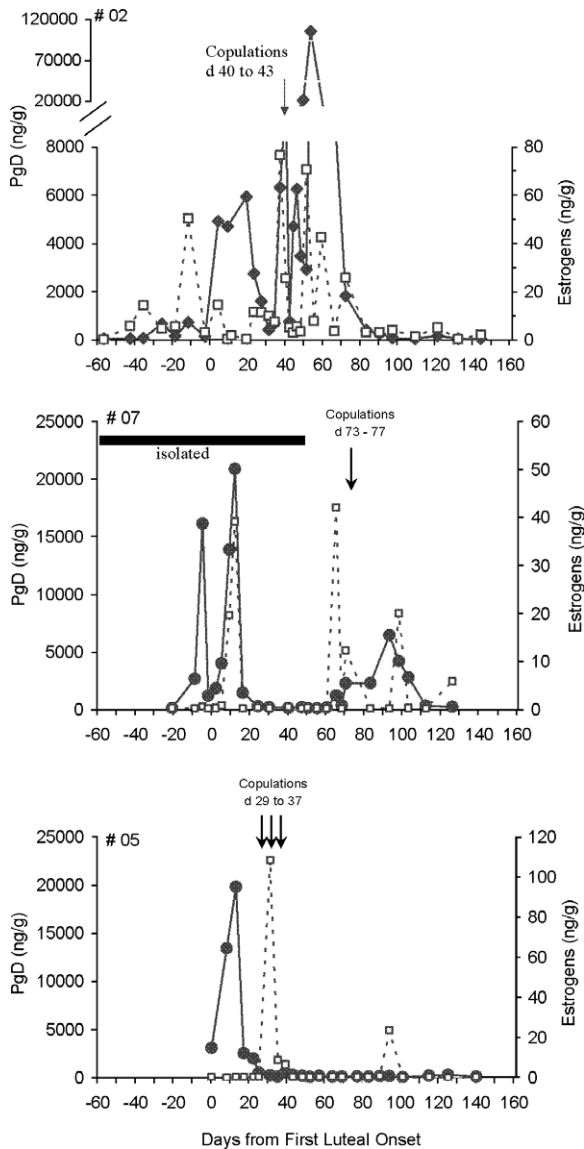 # 02
Copulations
d 40 to 43
120000
70000
20000
8000
6000
4000
2000
0
PgD (ng/g)
80
60
40
20
0
Estrogens (ng/g)
-60 -40 -20 0 20 40 60 80 100 120 140 160
# 07
isolated
Copulations
d 73 - 77
25000
20000
15000
10000
5000
0
PgD (ng/g)
60
50
40
30
20
10
0
Estrogens (ng/g)
-60 -40 -20 0 20 40 60 80 100 120 140 160
Copulations
d 29 to 37
# 05
25000
20000
15000
10000
5000
0
PgD (ng/g)
120
100
80
60
40
20
0
Estrogens (ng/g)
-60 -40 -20 0 20 40 60 80 100 120 140 160
Days from First Luteal Onset